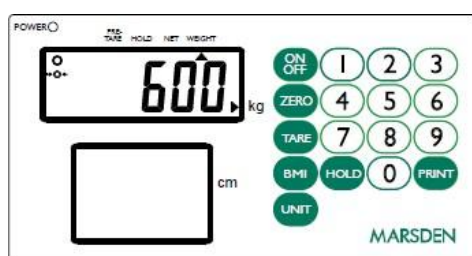 POWER
PRE-TARE HOLD NET WEIGHT
600 kg
cm
ON OFF 1 2 3
ZERO 4 5 6
TARE 7 8 9
BMI HOLD 0 PRINT
UNIT
MARSDEN